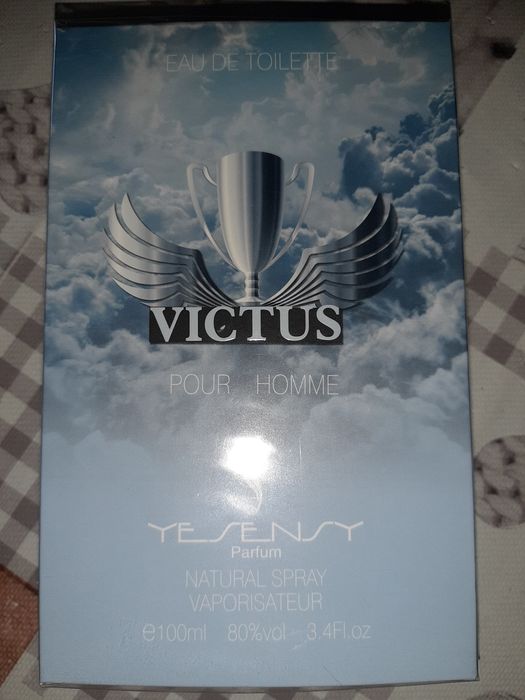 EAU DE TOILETTE
VICTUS
POUR HOMME
YESENSY
Parfum
NATURAL SPRAY
VAPORISATEUR
℮100ml 80%vol 3.4Fl.oz